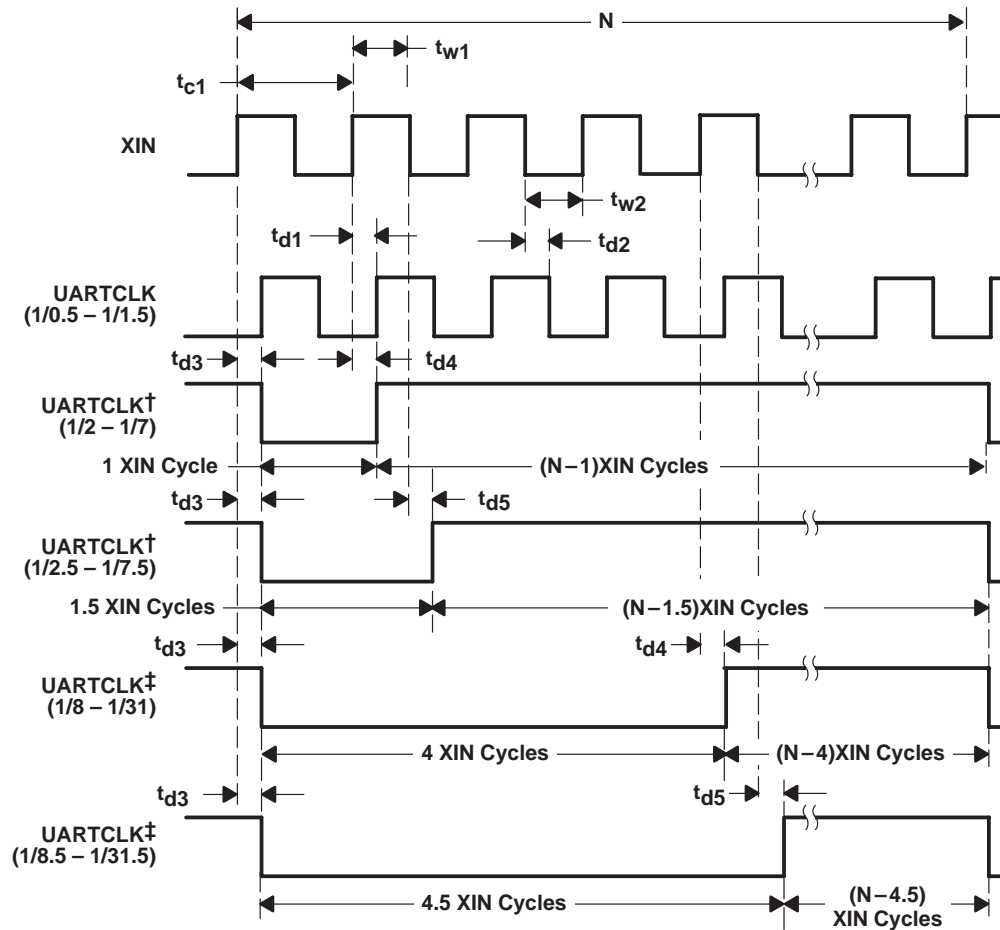 N
tw1
tc1
XIN
tw2
td1
td2
UARTCLK
(1/0.5 – 1/1.5)
td3
td4
UARTCLK†
(1/2 – 1/7)
1 XIN Cycle
(N–1)XIN Cycles
td3
td5
UARTCLK†
(1/2.5 – 1/7.5)
1.5 XIN Cycles
(N–1.5)XIN Cycles
td3
td4
UARTCLK‡
(1/8 – 1/31)
4 XIN Cycles
(N–4)XIN Cycles
td3
td5
UARTCLK‡
(1/8.5 – 1/31.5)
4.5 XIN Cycles
(N–4.5)
XIN Cycles